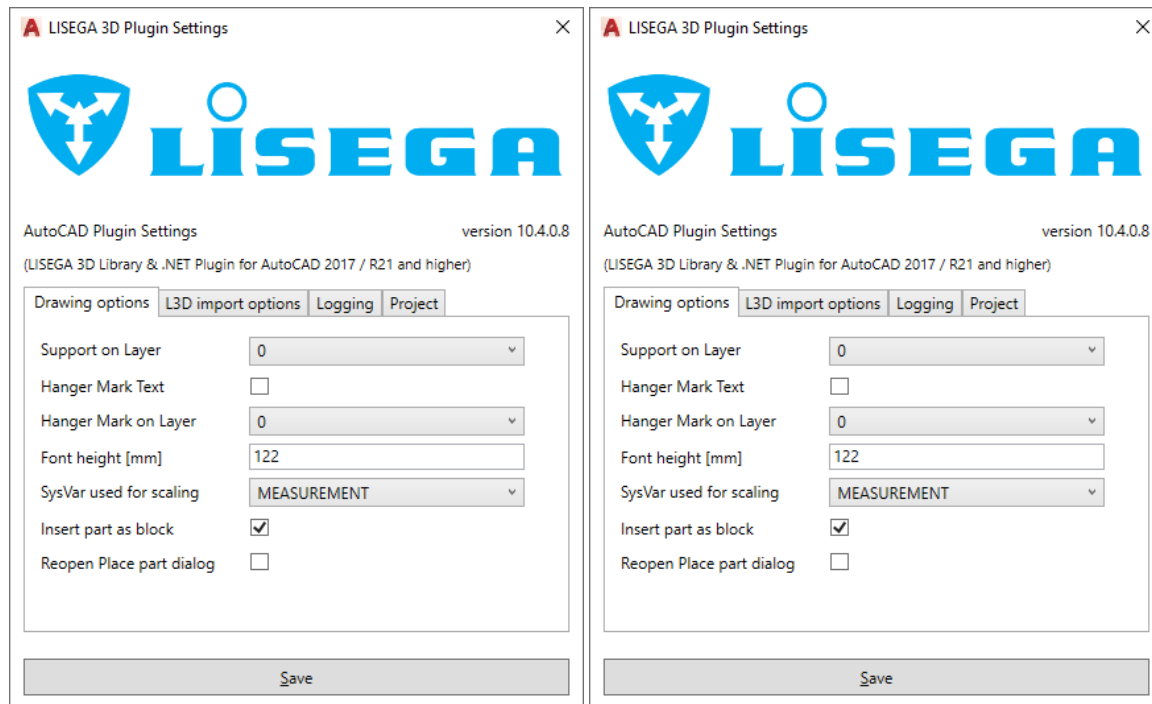 LISEGA 3D Plugin Settings
LISEGA
AutoCAD Plugin Settings version 10.4.0.8
(LISEGA 3D Library & .NET Plugin for AutoCAD 2017 / R21 and higher)
Drawing options L3D import options Logging Project
Support on Layer 0
Hanger Mark Text
Hanger Mark on Layer 0
Font height [mm] 122
SysVar used for scaling MEASUREMENT
Insert part as block
Reopen Place part dialog
Save
LISEGA 3D Plugin Settings
LISEGA
AutoCAD Plugin Settings version 10.4.0.8
(LISEGA 3D Library & .NET Plugin for AutoCAD 2017 / R21 and higher)
Drawing options L3D import options Logging Project
Support on Layer 0
Hanger Mark Text
Hanger Mark on Layer 0
Font height [mm] 122
SysVar used for scaling MEASUREMENT
Insert part as block
Reopen Place part dialog
Save